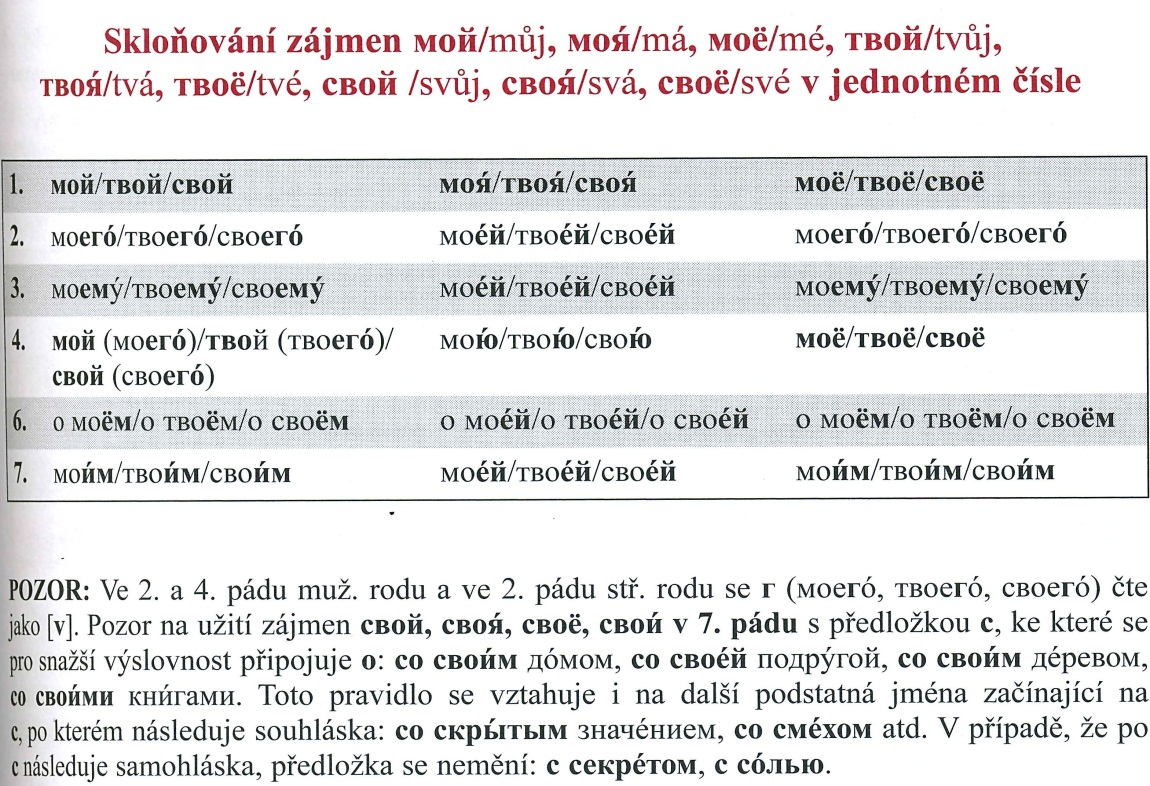 Skloňování zájmen мой/můj, моя́/má, моё/mé, твой/tvůj,
твоя́/tvá, твоё/tvé, свой /svůj, своя́/svá, своё/své v jednotném čísle
1. мой/твой/свой моя́/твоя́/своя́ моё/твоё/своё
2. моего́/твоего́/своего́ мое́й/твое́й/свое́й моего́/твоего́/своего́
3. моему́/твоему́/своему́ мое́й/твое́й/свое́й моему́/твоему́/своему́
4. мой (моего́)/твой (твоего́)/ мою́/твою́/свою́ моё/твоё/своё
свой (своего́)
6. о моём/о твоём/о своём о мое́й/о твое́й/о свое́й о моём/о твоём/о своём
7. мои́м/твои́м/свои́м мое́й/твое́й/свое́й мои́м/твои́м/свои́м
POZOR: Ve 2. a 4. pádu muž. rodu a ve 2. pádu stř. rodu se г (моего́, твоего́, своего́) čte
jako [v]. Pozor na užití zájmen свой, своя́, своё, свои́ v 7. pádu s předložkou с, ke které se
pro snažší výslovnost připojuje о: со свои́м до́мом, со свое́й подру́гой, со свои́м де́ревом,
со свои́ми кни́гами. Toto pravidlo se vztahuje i na další podstatná jména začínající na
с, po kterém následuje souhláska: со скры́тым значе́нием, со сме́хом atd. V případě, že po
с následuje samohláska, předložka se nemění: с секре́том, с со́лью.